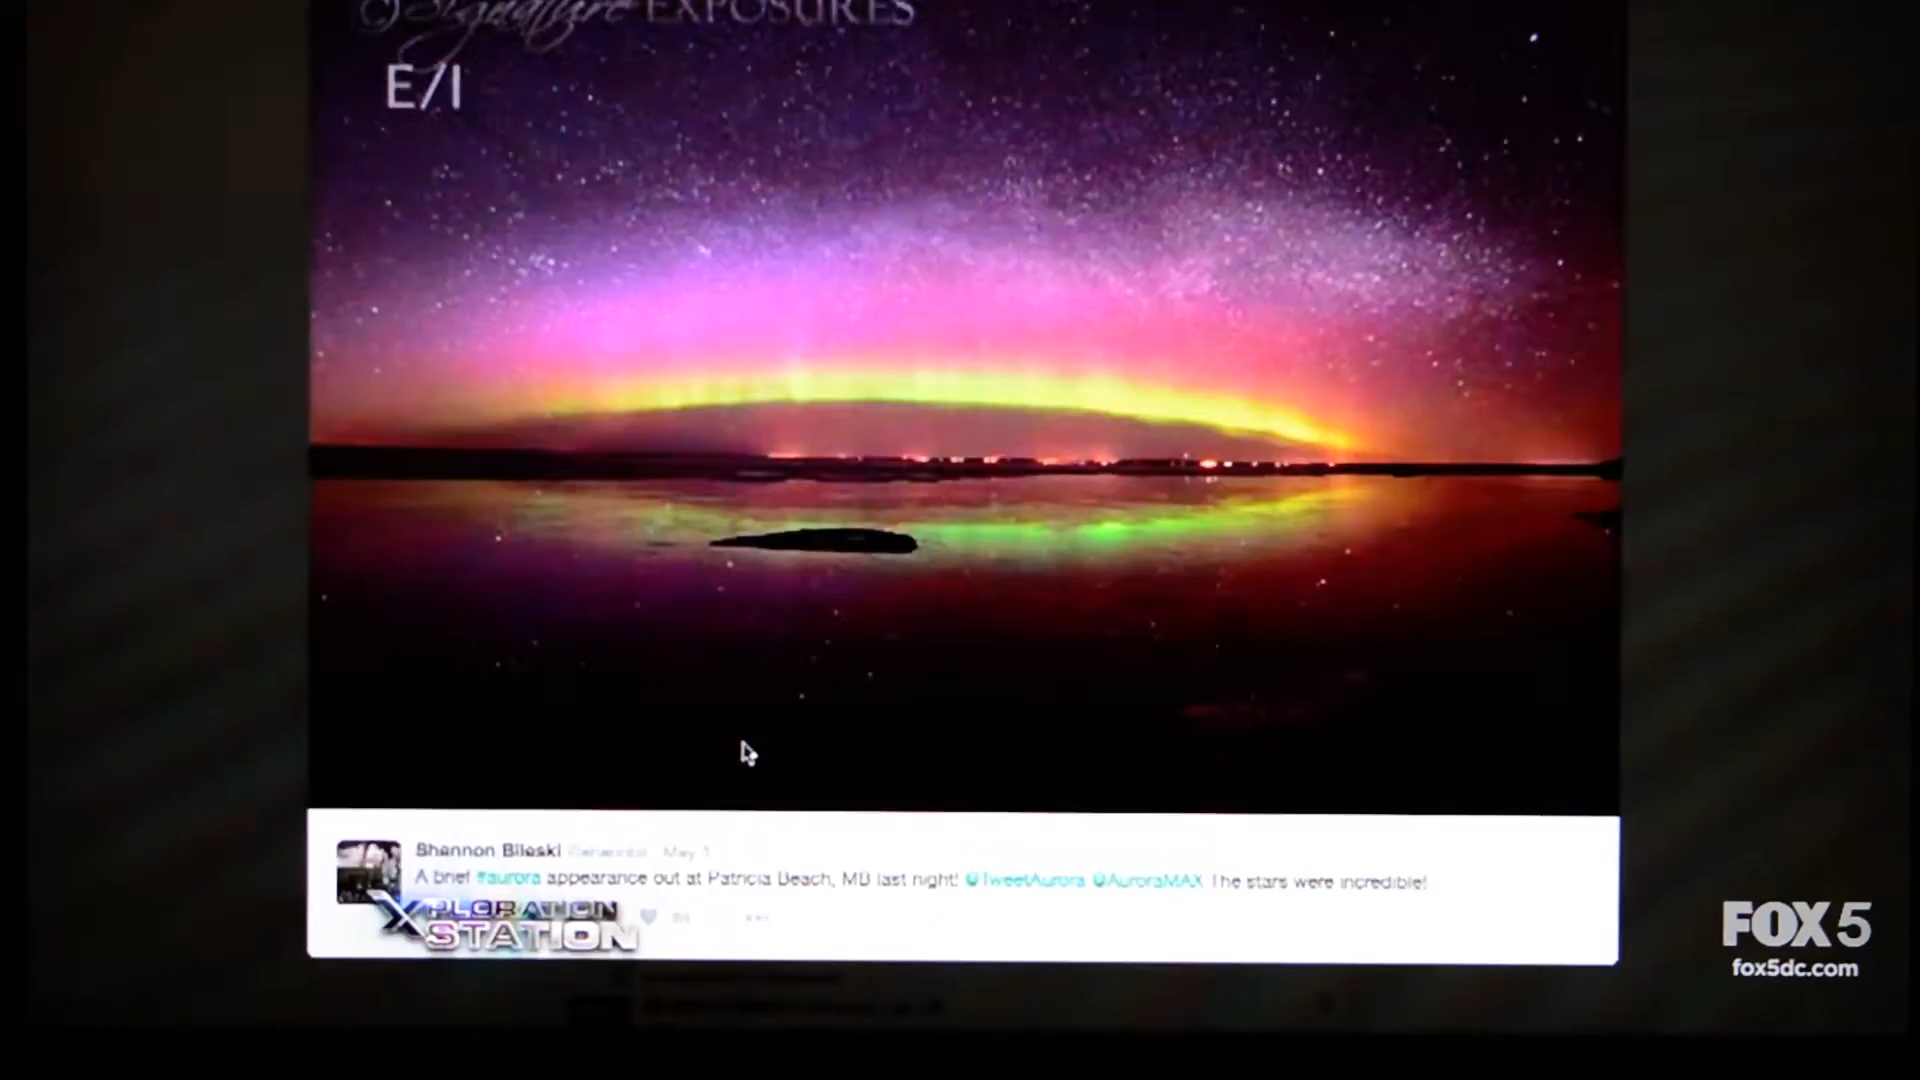 Signature EXPOSURES
E/I
Shannon Bileski May 1
A brief #aurora appearance out at Patricia Beach, MB last night! @TweetAurora @AuroraMAX The stars were incredible!
XPLORATION
STATION
FOX 5
fox5dc.com